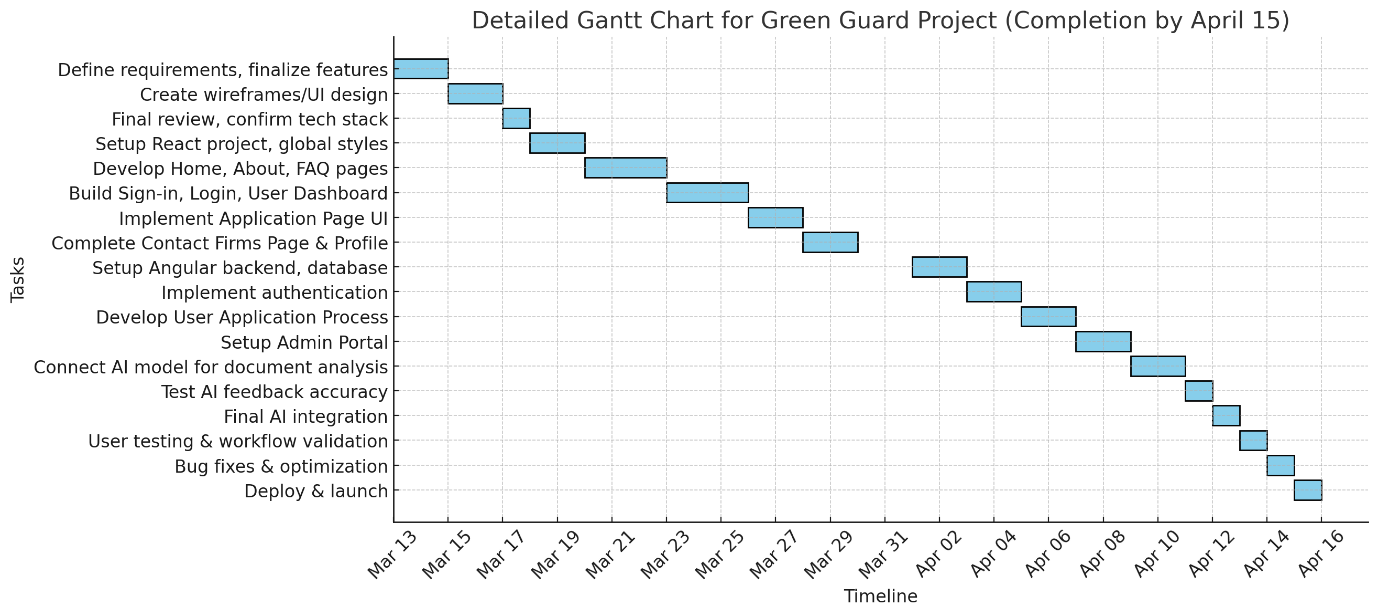 Detailed Gantt Chart for Green Guard Project (Completion by April 15)
Define requirements, finalize features
Create wireframes/UI design
Final review, confirm tech stack
Setup React project, global styles
Develop Home, About, FAQ pages
Build Sign-in, Login, User Dashboard
Implement Application Page UI
Complete Contact Firms Page & Profile
Setup Angular backend, database
Implement authentication
Develop User Application Process
Setup Admin Portal
Connect AI model for document analysis
Test AI feedback accuracy
Final AI integration
User testing & workflow validation
Bug fixes & optimization
Deploy & launch
Tasks
Mar 13
Mar 15
Mar 17
Mar 19
Mar 21
Mar 23
Mar 25
Mar 27
Mar 29
Mar 31
Apr 02
Apr 04
Apr 06
Apr 08
Apr 10
Apr 12
Apr 14
Apr 16
Timeline